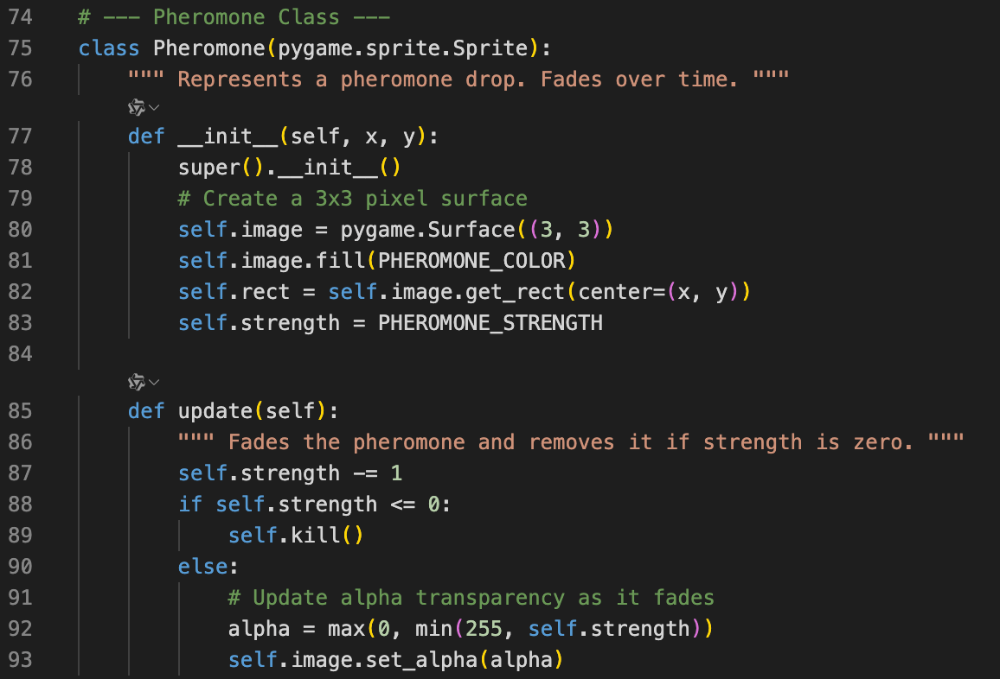 74 # --- Pheromone Class ---
75 class Pheromone(pygame.sprite.Sprite):
76     """ Represents a pheromone drop. Fades over time. """
77     def __init__(self, x, y):
78         super().__init__()
79         # Create a 3x3 pixel surface
80         self.image = pygame.Surface((3, 3))
81         self.image.fill(PHEROMONE_COLOR)
82         self.rect = self.image.get_rect(center=(x, y))
83         self.strength = PHEROMONE_STRENGTH
84
85     def update(self):
86         """ Fades the pheromone and removes it if strength is zero. """
87         self.strength -= 1
88         if self.strength <= 0:
89             self.kill()
90         else:
91             # Update alpha transparency as it fades
92             alpha = max(0, min(255, self.strength))
93             self.image.set_alpha(alpha)